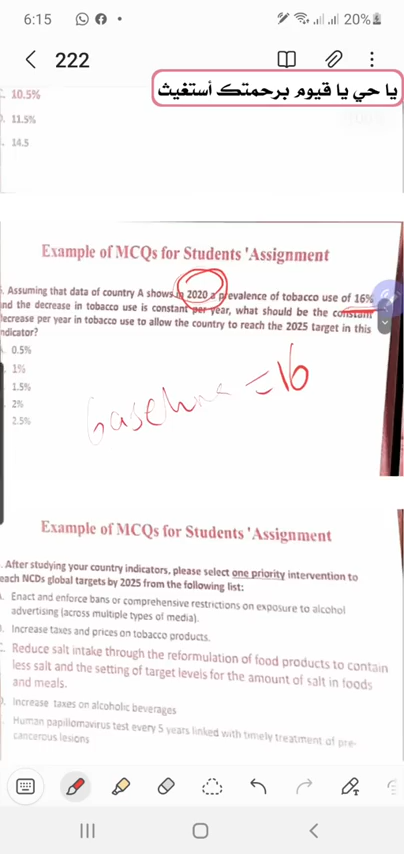 6:15
20%
222
يا حي يا قيوم برحمتك أستغيث
10.5%
11.5%
14.5
Example of MCQs for Students 'Assignment
. Assuming that data of country A shows in 2020 a prevalence of tobacco use of 16%
nd the decrease in tobacco use is constant per year, what should be the constant
decrease per year in tobacco use to allow the country to reach the 2025 target in this
ndicator?
0.5%
1%
1.5%
2%
2.5%
baseline = 16
Example of MCQs for Students 'Assignment
. After studying your country indicators, please select one priority intervention to
each NCDs global targets by 2025 from the following list:
Enact and enforce bans or comprehensive restrictions on exposure to alcohol
advertising (across multiple types of media).
Increase taxes and prices on tobacco products.
Reduce salt intake through the reformulation of food products to contain
less salt and the setting of target levels for the amount of salt in foods
and meals.
Increase taxes on alcoholic beverages
Human papillomavirus test every 5 years linked with timely treatment of pre-
cancerous lesions